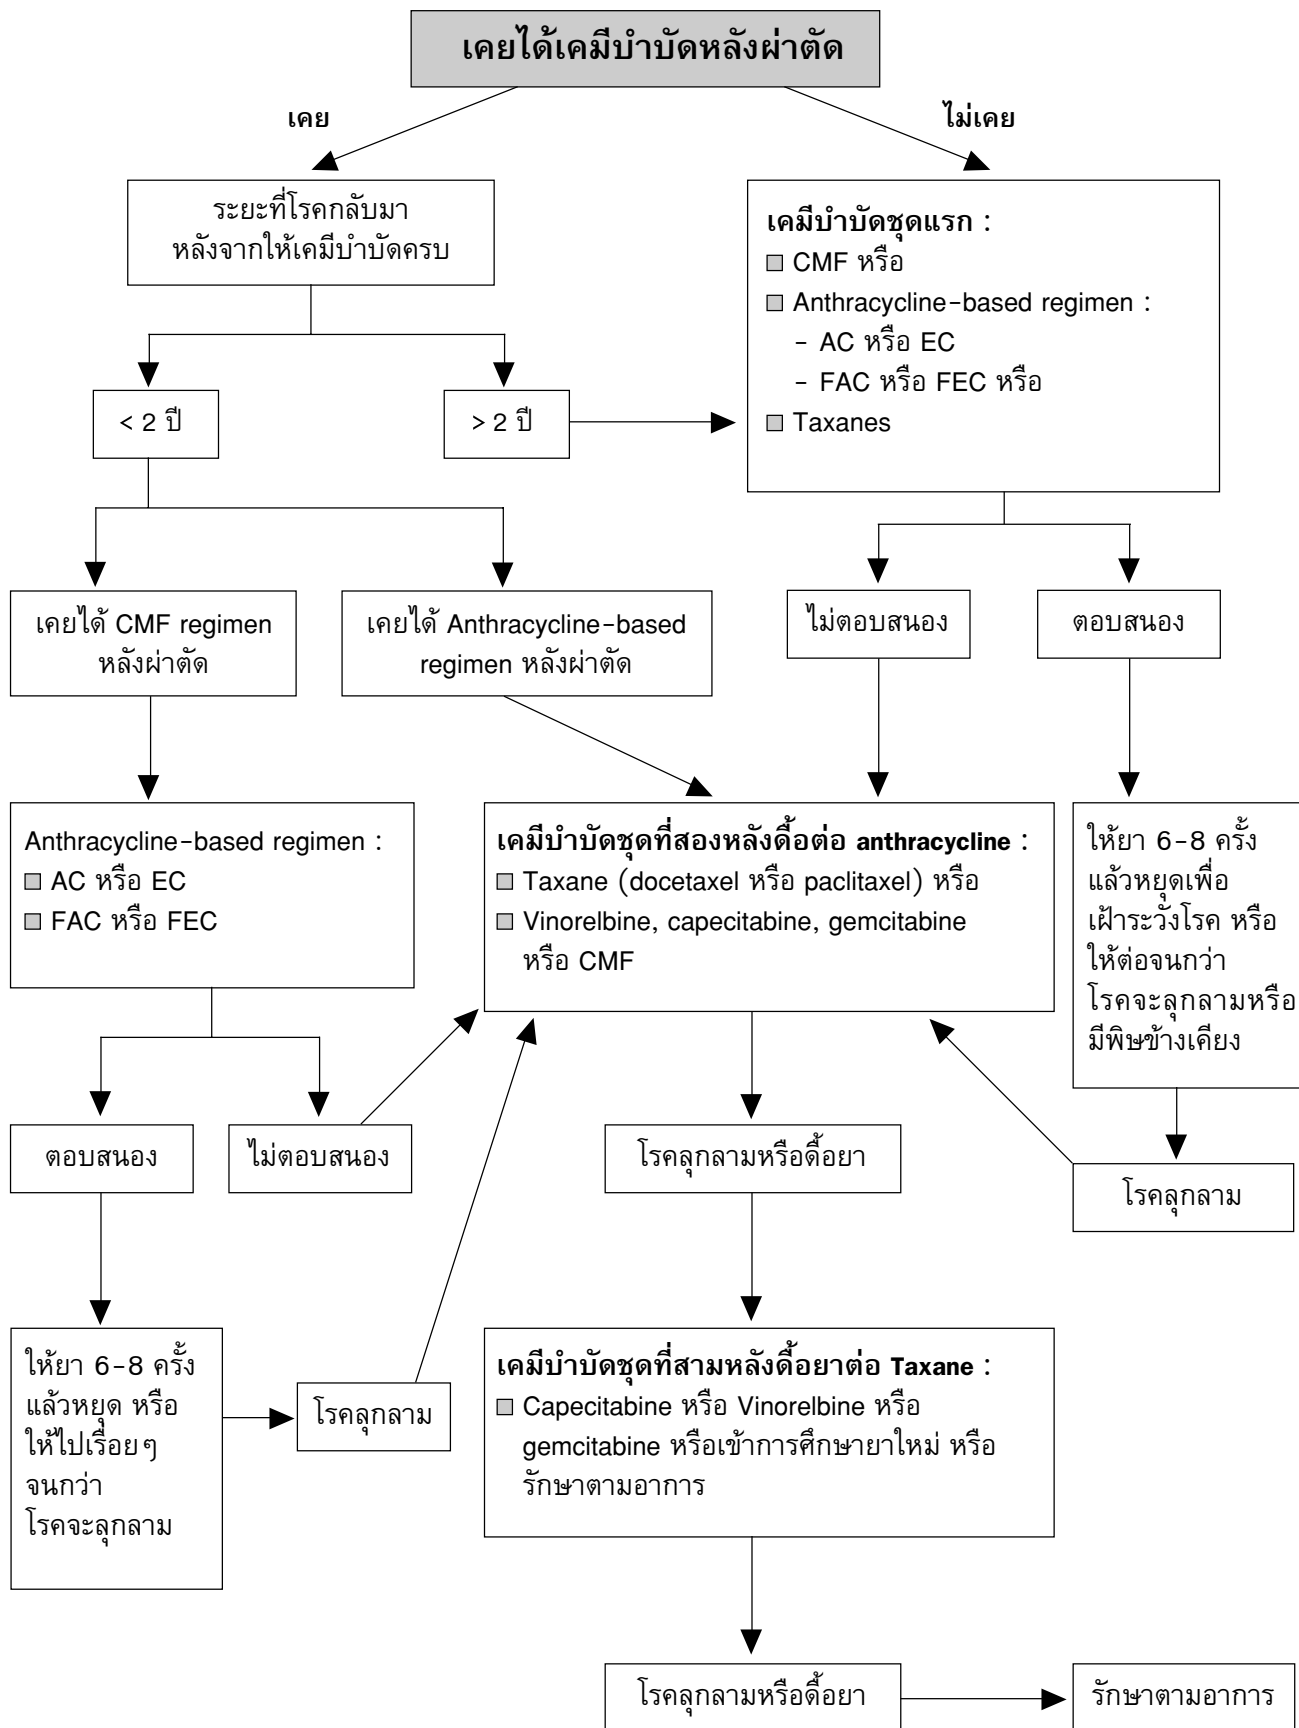 เคยได้เคมีบำบัดหลังผ่าตัด
เคย
ไม่เคย
ระยะที่โรคกลับมา
หลังจากให้เคมีบำบัดครบ
เคมีบำบัดชุดแรก :
CMF หรือ
Anthracycline-based regimen :
- AC หรือ EC
- FAC หรือ FEC หรือ
Taxanes
< 2 ปี
> 2 ปี
เคยได้ CMF regimen
หลังผ่าตัด
เคยได้ Anthracycline-based
regimen หลังผ่าตัด
ไม่ตอบสนอง
ตอบสนอง
Anthracycline-based regimen :
AC หรือ EC
FAC หรือ FEC
เคมีบำบัดชุดที่สองหลังดื้อต่อ anthracycline :
Taxane (docetaxel หรือ paclitaxel) หรือ
Vinorelbine, capecitabine, gemcitabine
หรือ CMF
ให้ยา 6-8 ครั้ง
แล้วหยุดเพื่อ
เฝ้าระวังโรค หรือ
ให้ต่อจนกว่า
โรคจะลุกลามหรือ
มีพิษข้างเคียง
ตอบสนอง
ไม่ตอบสนอง
โรคลุกลามหรือดื้อยา
โรคลุกลาม
ให้ยา 6-8 ครั้ง
แล้วหยุด หรือ
ให้ไปเรื่อยๆ
จนกว่า
โรคจะลุกลาม
โรคลุกลาม
เคมีบำบัดชุดที่สามหลังดื้อยาต่อ Taxane :
Capecitabine หรือ Vinorelbine หรือ
gemcitabine หรือเข้าการศึกษายาใหม่ หรือ
รักษาตามอาการ
โรคลุกลามหรือดื้อยา
รักษาตามอาการ